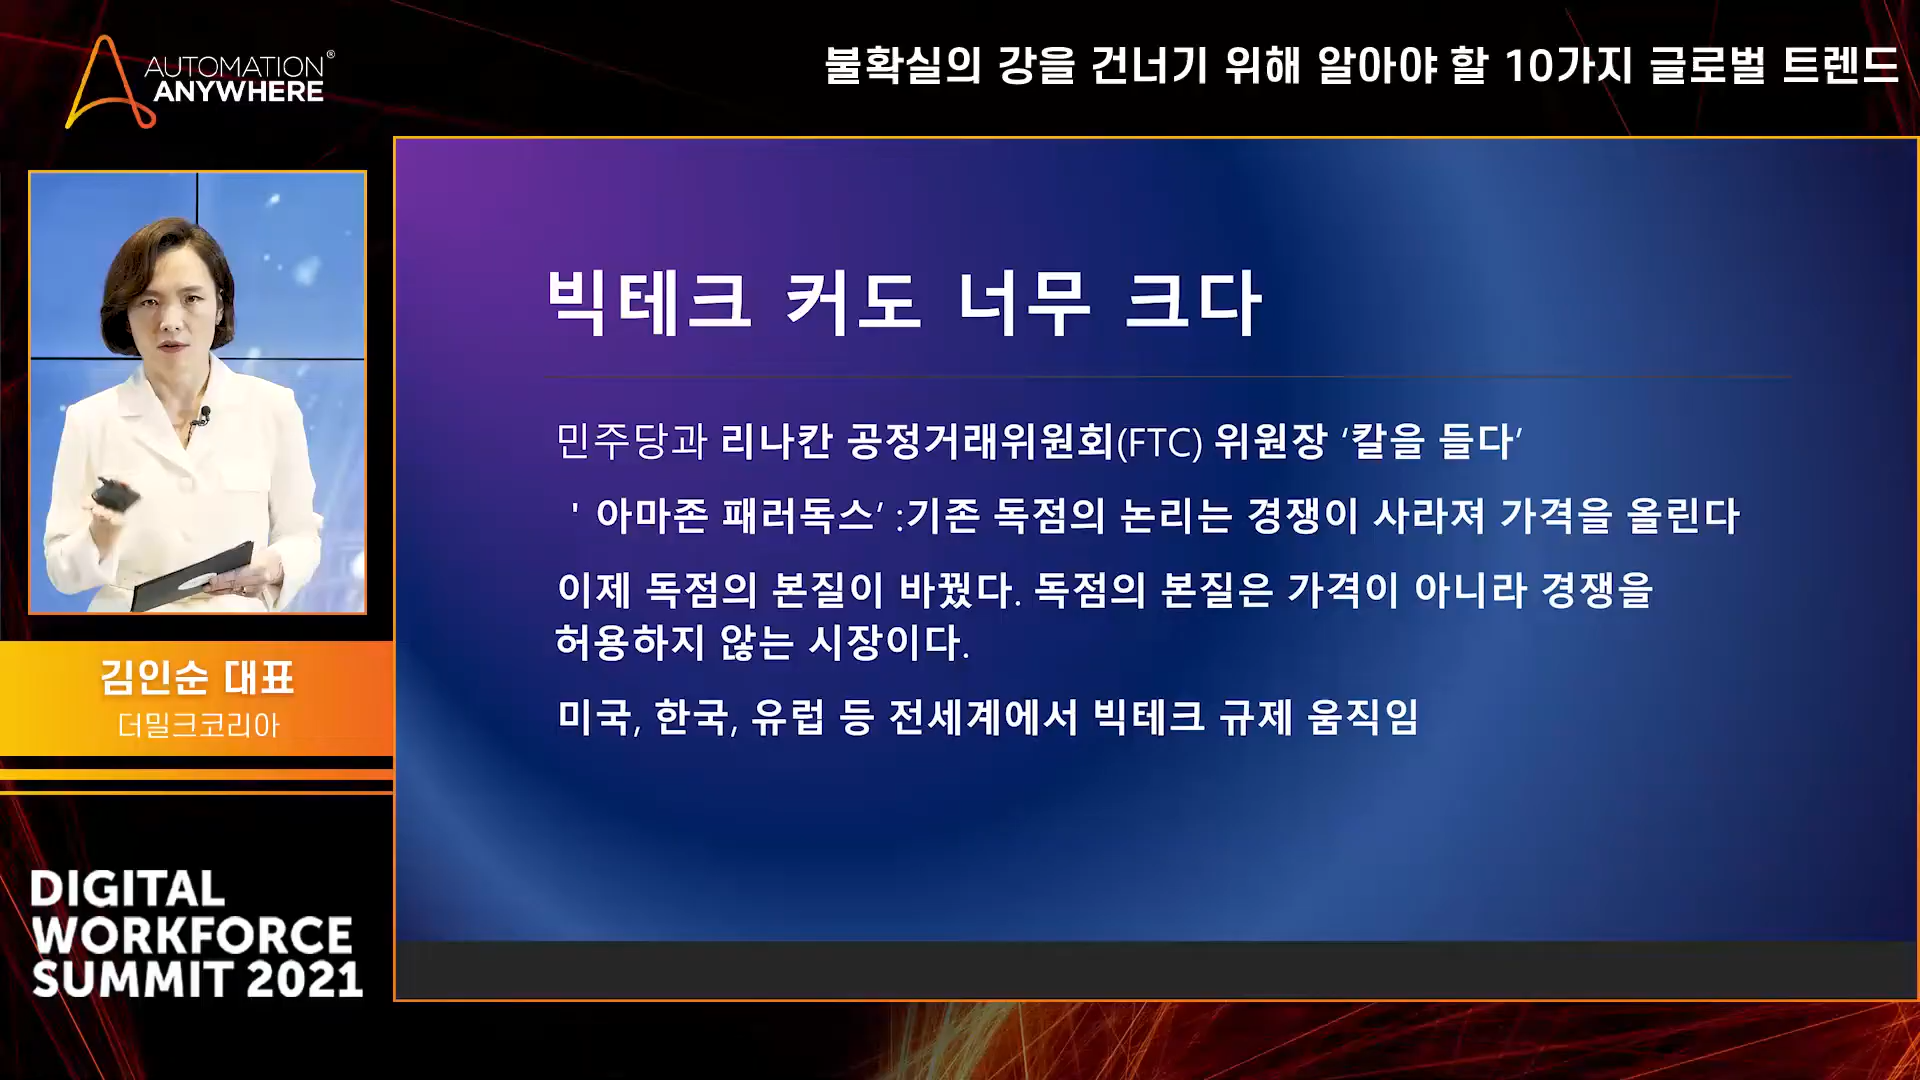 AUTOMATION®
ANYWHERE
불확실의 강을 건너기 위해 알아야 할 10가지 글로벌 트렌드
빅테크 커도 너무 크다
민주당과 리나칸 공정거래위원회(FTC) 위원장 ‘칼을 들다’
' 아마존 패러독스’ :기존 독점의 논리는 경쟁이 사라져 가격을 올린다
이제 독점의 본질이 바꿨다. 독점의 본질은 가격이 아니라 경쟁을
허용하지 않는 시장이다.
미국, 한국, 유럽 등 전세계에서 빅테크 규제 움직임
김인순 대표
더밀크코리아
DIGITAL
WORKFORCE
SUMMIT 2021